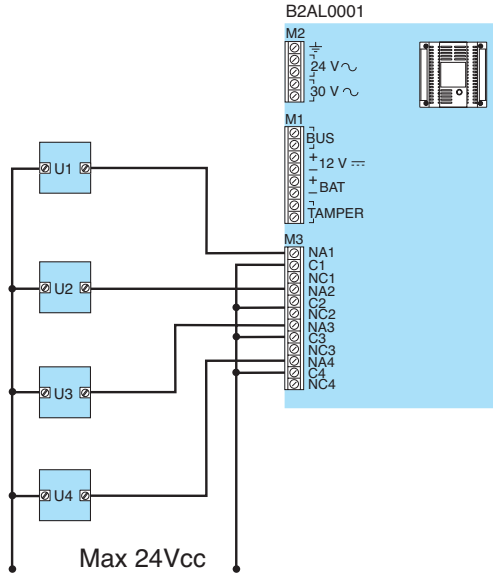 B2AL0001
M2
24 V
30 V
M1
BUS
+
12 V
−
+
BAT
−
TAMPER
M3
NA1
C1
NC1
NA2
C2
NC2
NA3
C3
NC3
NA4
C4
NC4
U1
U2
U3
U4
Max 24Vcc